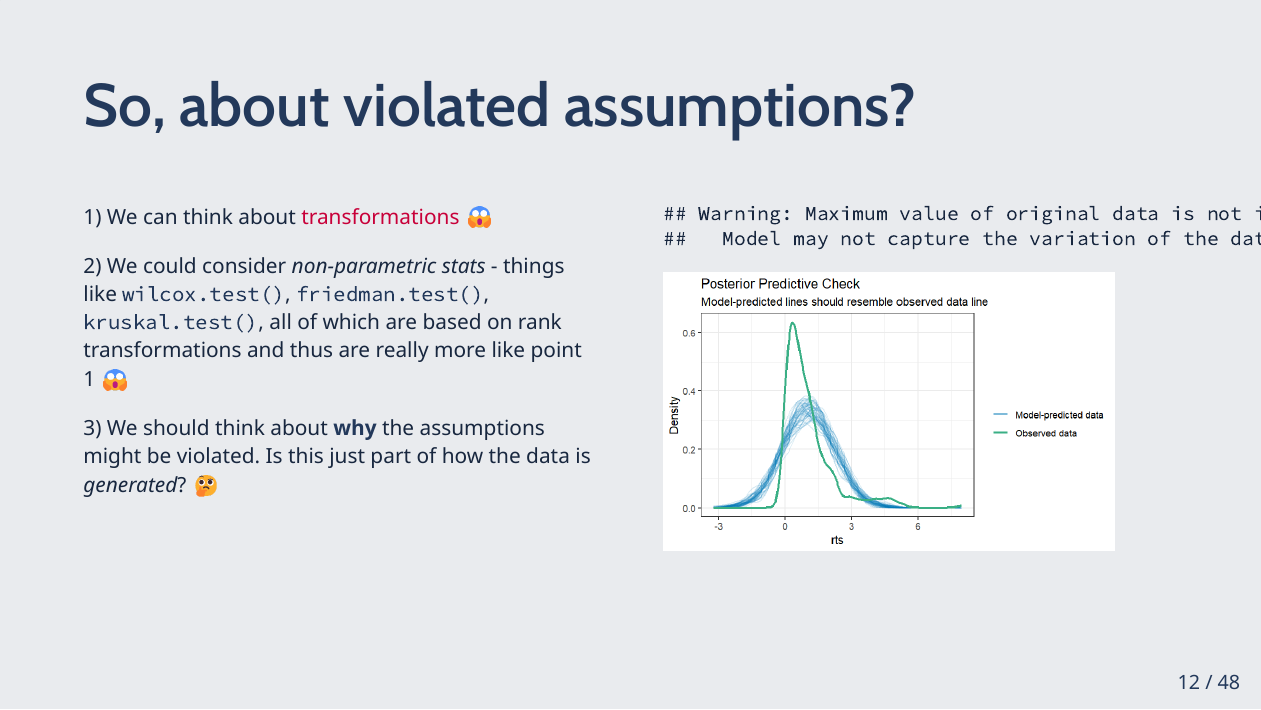 So, about violated assumptions?
1) We can think about transformations 😱
2) We could consider non-parametric stats - things
like wilcox.test(), friedman.test(),
kruskal.test(), all of which are based on rank
transformations and thus are really more like point
1 😱
3) We should think about why the assumptions
might be violated. Is this just part of how the data is
generated? 🤔
## Warning: Maximum value of original data is not
##   Model may not capture the variation of the
Posterior Predictive Check
Model-predicted lines should resemble observed data line
Density
0.6
0.4
0.2
0.0
-3 0 3 6
rts
Model-predicted data
Observed data
12 / 48